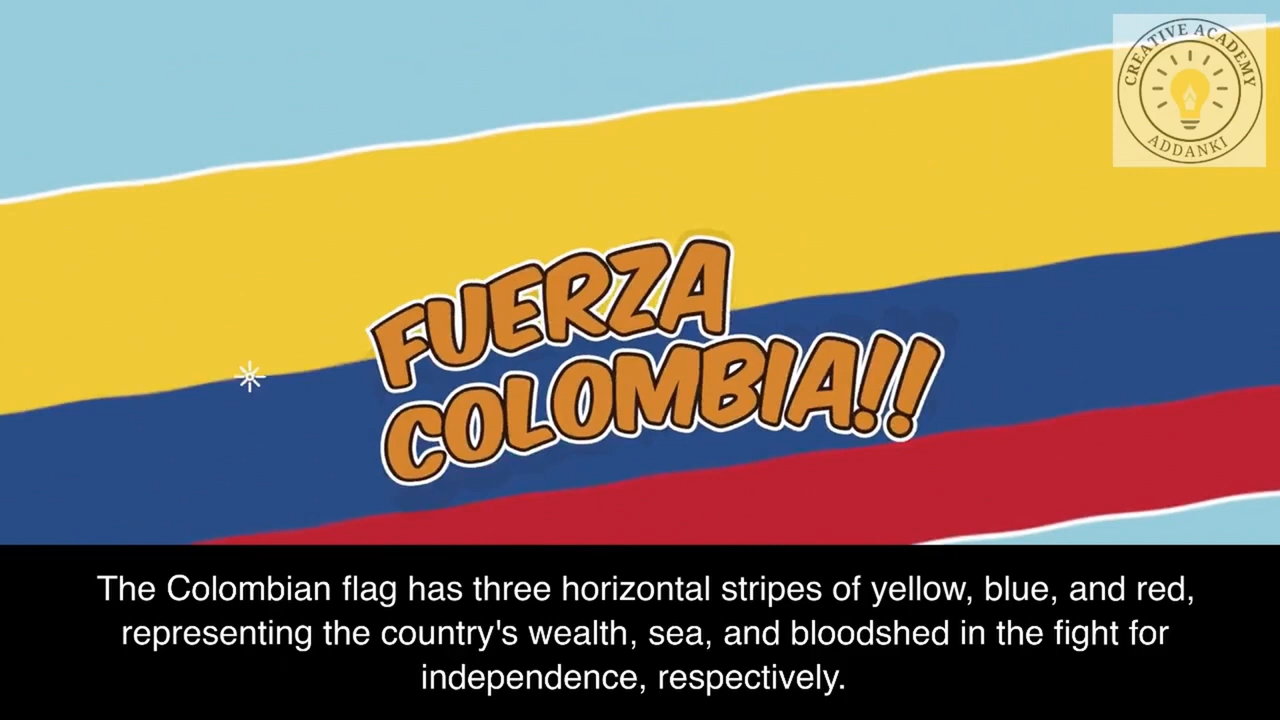 CREATIVE ACADEMY
ADDANKI
FUERZA
COLOMBIA!!
The Colombian flag has three horizontal stripes of yellow, blue, and red,
representing the country's wealth, sea, and bloodshed in the fight for
independence, respectively.